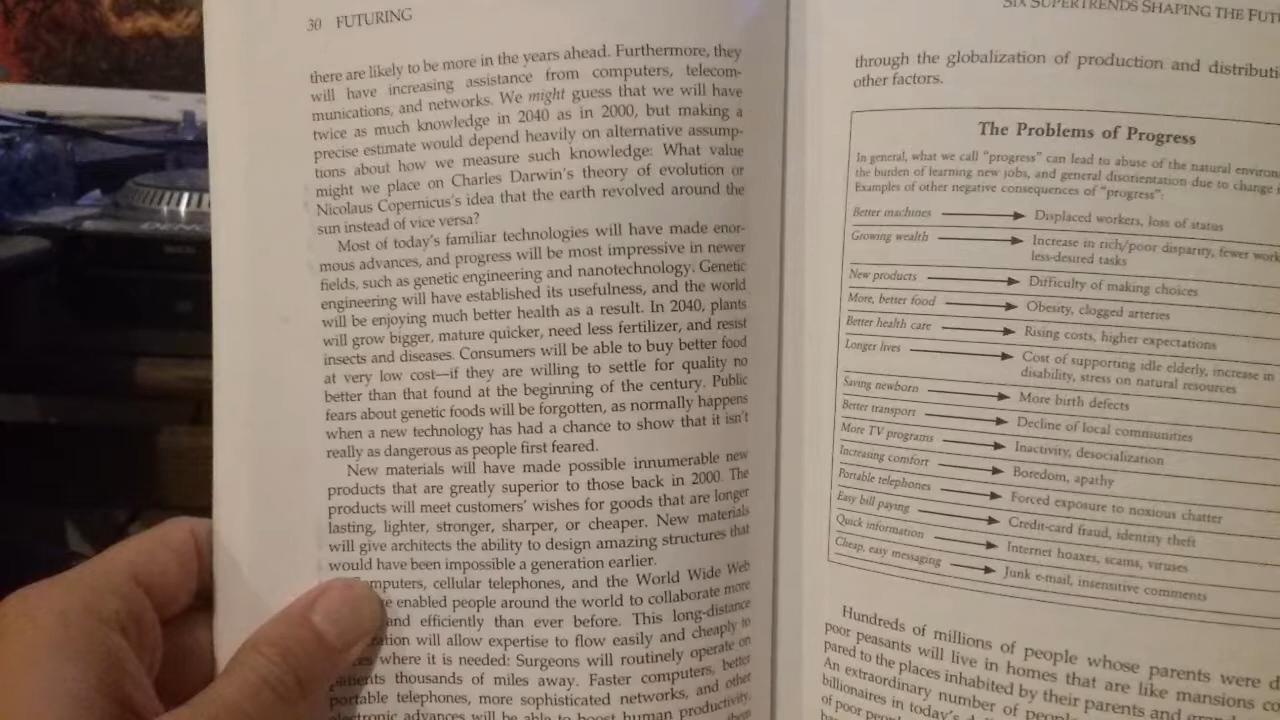 30 FUTURING
there are likely to be more in the years ahead. Furthermore, they
will have increasing assistance from computers, telecom-
munications, and networks. We might guess that we will have
twice as much knowledge in 2040 as in 2000, but making a
precise estimate would depend heavily on alternative assump-
tions about how we measure such knowledge: What value
might we place on Charles Darwin's theory of evolution or
Nicolaus Copernicus's idea that the earth revolved around the
sun instead of vice versa?
Most of today's familiar technologies will have made enor-
mous advances, and progress will be most impressive in newer
fields, such as genetic engineering and nanotechnology. Genetic
engineering will have established its usefulness, and the world
will be enjoying much better health as a result. In 2040, plants
will grow bigger, mature quicker, need less fertilizer, and resist
insects and diseases. Consumers will be able to buy better food
at very low cost—if they are willing to settle for quality no
better than that found at the beginning of the century. Public
fears about genetic foods will be forgotten, as normally happens
when a new technology has had a chance to show that it isn't
really as dangerous as people first feared.
New materials will have made possible innumerable new
products that are greatly superior to those back in 2000. The
products will meet customers' wishes for goods that are longer
lasting, lighter, stronger, sharper, or cheaper. New materials
will give architects the ability to design amazing structures that
would have been impossible a generation earlier.
omputers, cellular telephones, and the World Wide Web
enabled people around the world to collaborate more
and efficiently than ever before. This long-distance
ation will allow expertise to flow easily and cheaply to
where it is needed: Surgeons will routinely operate on
patients thousands of miles away. Faster computers, better
portable telephones, more sophisticated networks, and other
electronic advances will be able to boost human productivity.
SIX SUPERTRENDS SHAPING THE FUT
through the globalization of production and distributi
other factors.
The Problems of Progress
In general, what we call "progress" can lead to abuse of the natural environ
the burden of learning new jobs, and general disorientation due to change
Examples of other negative consequences of "progress":
Better machines Displaced workers, loss of status
Growing wealth Increase in rich/poor disparity, fewer work
less-desired tasks
New products Difficulty of making choices
More, better food Obesity, clogged arteries
Better health care Rising costs, higher expectations
Longer lives Cost of supporting idle elderly, increase in
disability, stress on natural resources
Saving newborn More birth defects
Better transport Decline of local communities
More TV programs Inactivity, desocialization
Increasing comfort Boredom, apathy
Portable telephones Forced exposure to noxious chatter
Easy bill paying Credit-card fraud, identity theft
Quick information Internet hoaxes, scams, viruses
Cheap, easy messaging Junk e-mail, insensitive comments
Hundreds of millions of people whose parents were d
poor peasants will live in homes that are like mansions co
pared to the places inhabited by their parents and
An extraordinary number of people
billionaires in today's
of poor